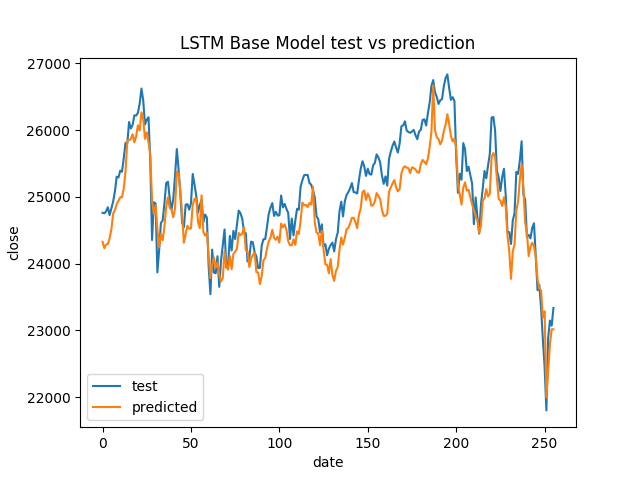 LSTM Base Model test vs prediction
27000
26000
25000
24000
23000
22000
close
test
predicted
0 50 100 150 200 250
date